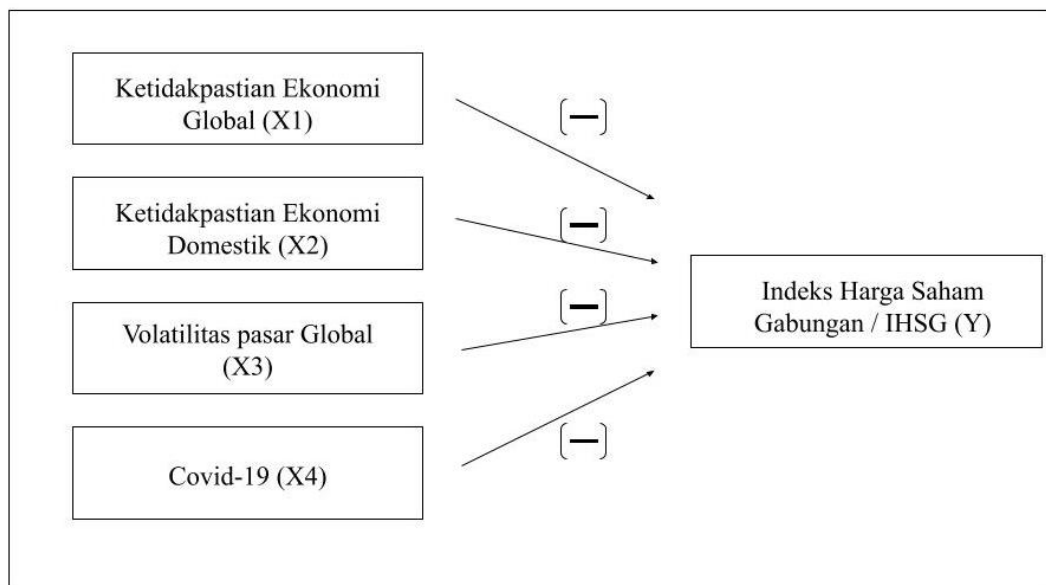 Ketidakpastian Ekonomi
Global (X1)
(—)
Ketidakpastian Ekonomi
Domestik (X2)
(—)
Volatilitas pasar Global
(X3)
(—)
Covid-19 (X4)
(—)
Indeks Harga Saham
Gabungan / IHSG (Y)